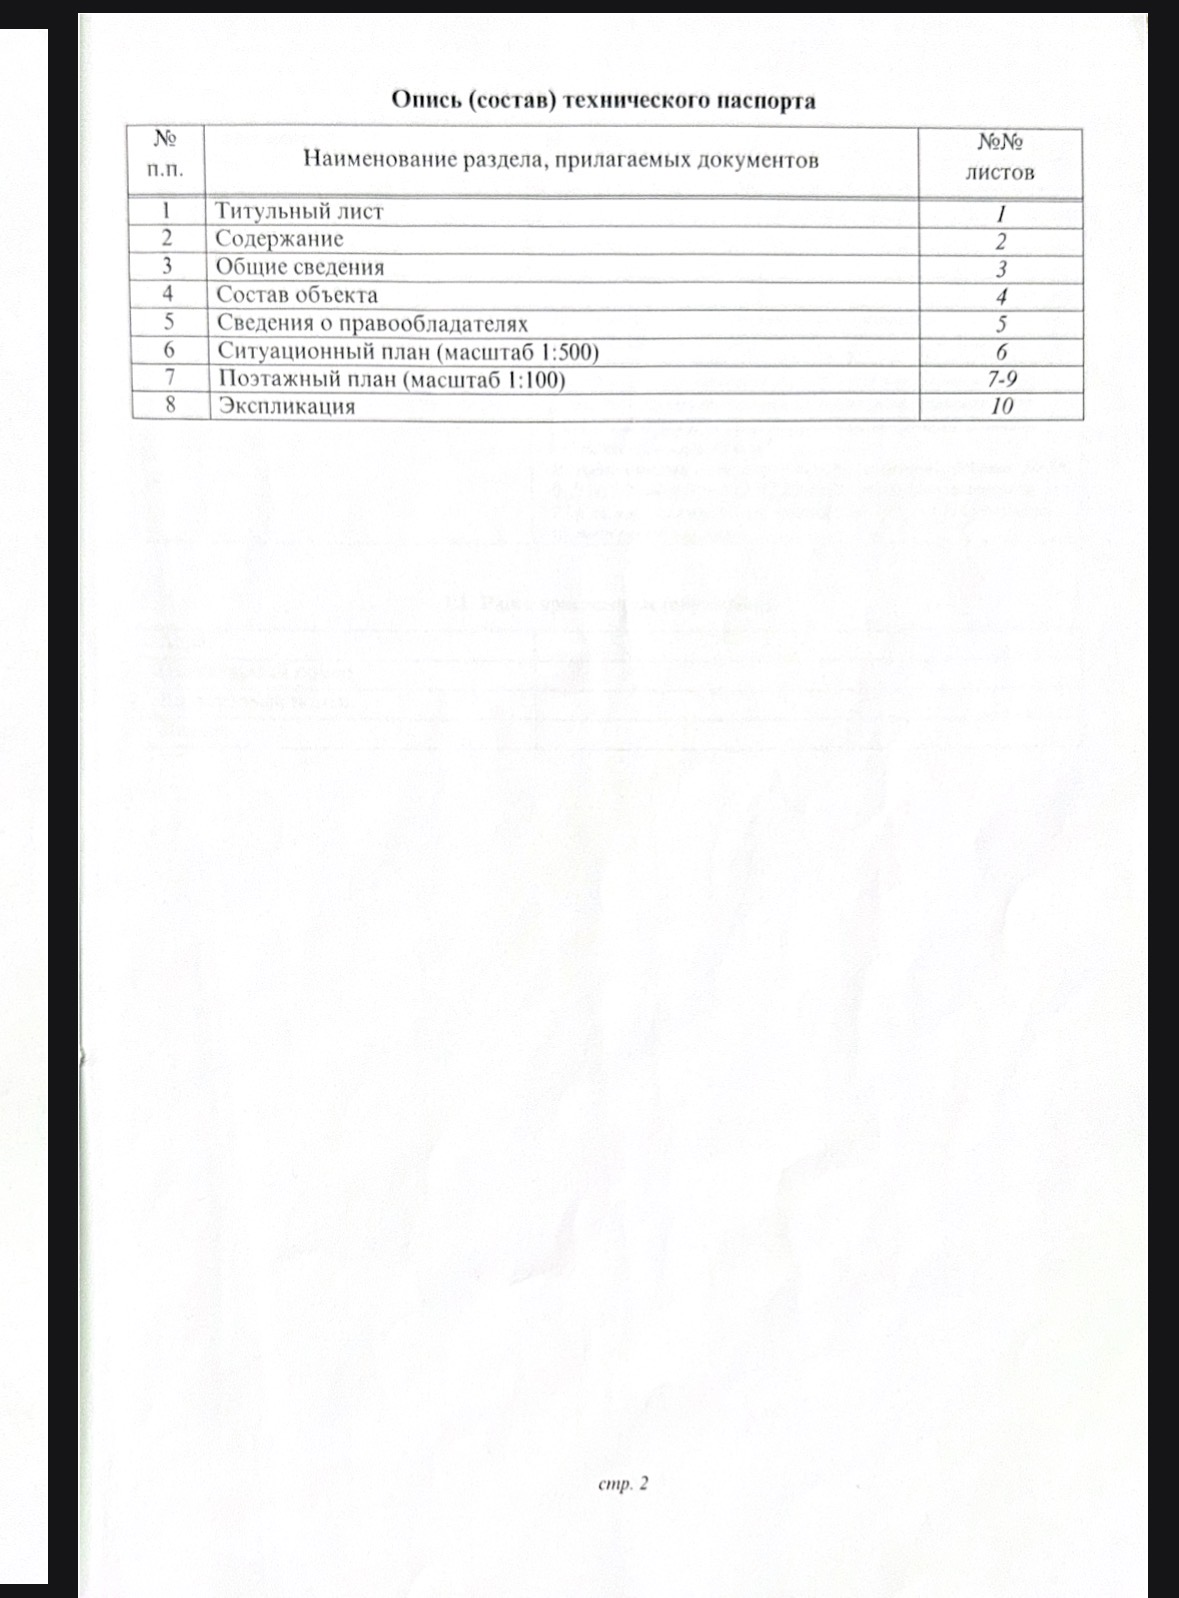 Опись (состав) технического паспорта
№
п.п.
Наименование раздела, прилагаемых документов
№№
листов
1 Титульный лист 1
2 Содержание 2
3 Общие сведения 3
4 Состав объекта 4
5 Сведения о правообладателях 5
6 Ситуационный план (масштаб 1:500) 6
7 Поэтажный план (масштаб 1:100) 7-9
8 Экспликация 10
стр. 2